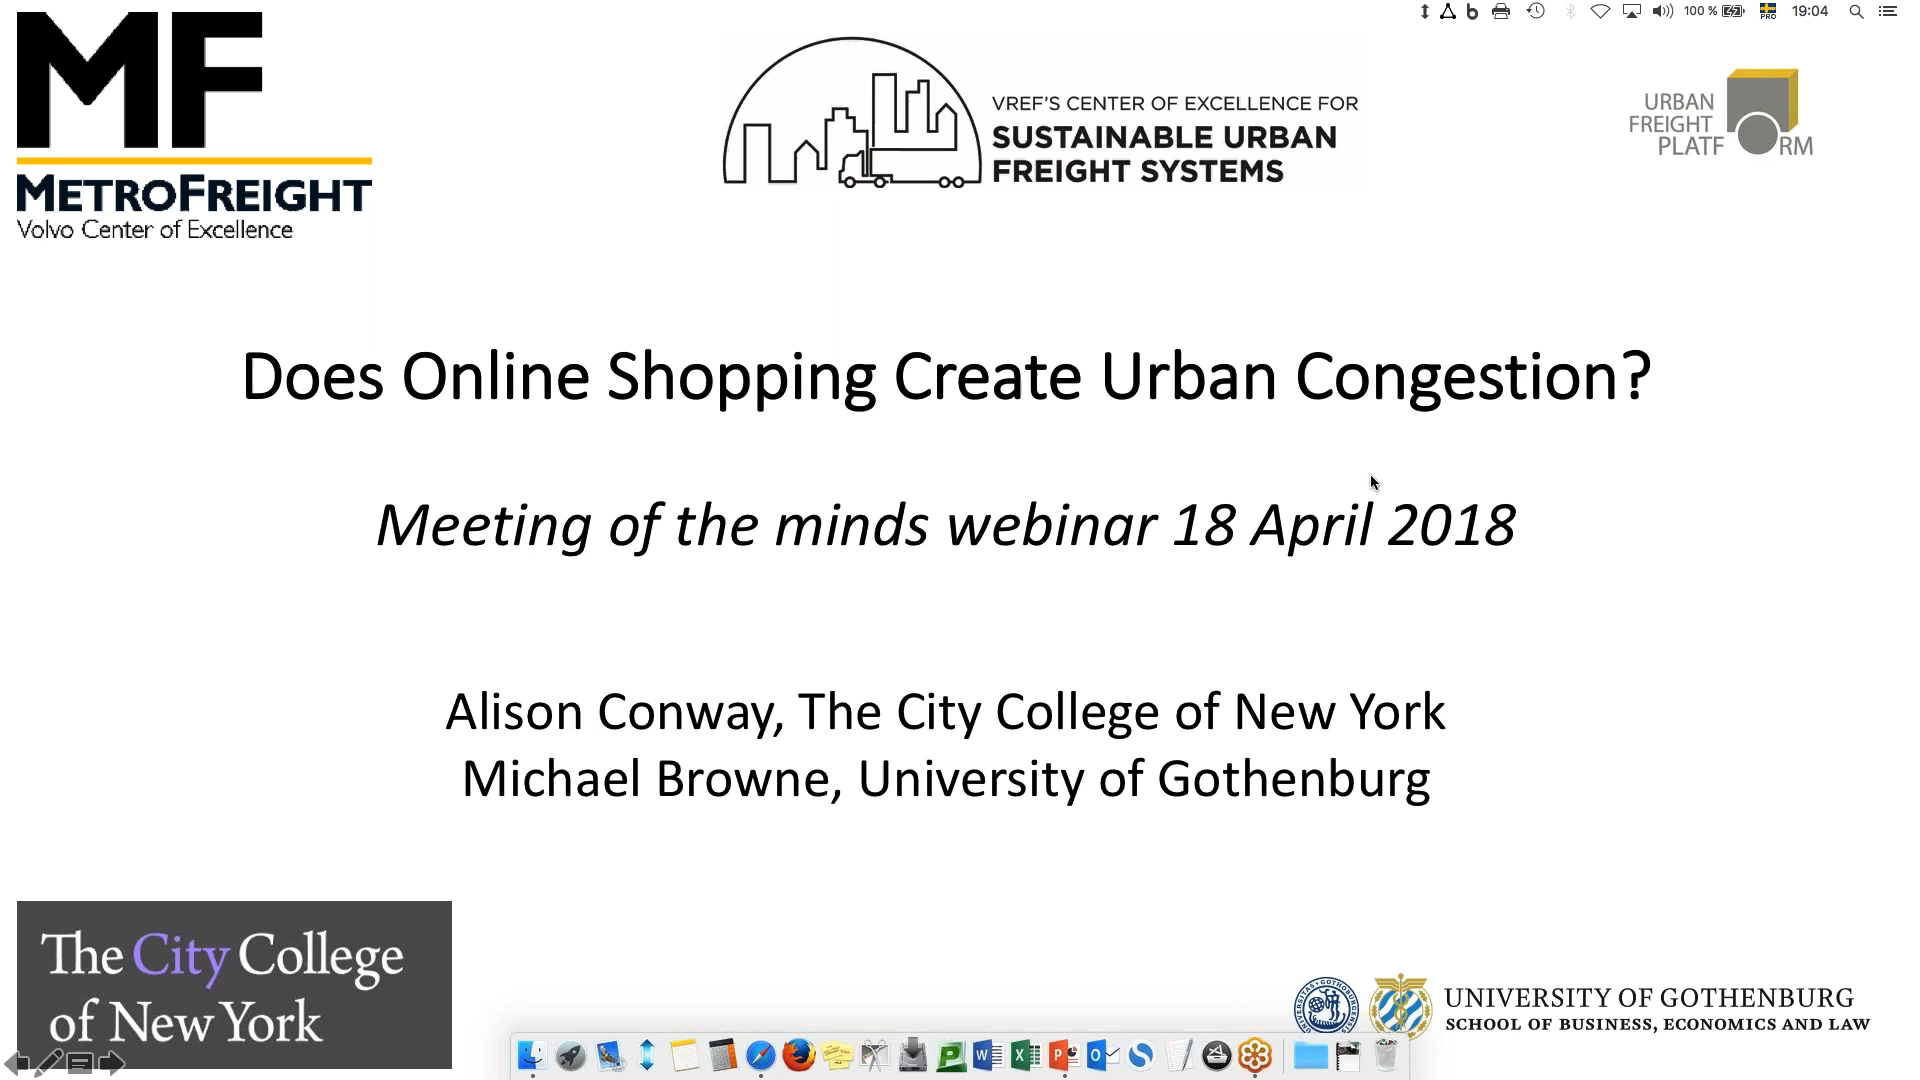 100 %
PRO
19:04
MF
METROFREIGHT
Volvo Center of Excellence
VREF'S CENTER OF EXCELLENCE FOR
SUSTAINABLE URBAN
FREIGHT SYSTEMS
URBAN
FREIGHT
PLATFORM
Does Online Shopping Create Urban Congestion?
Meeting of the minds webinar 18 April 2018
Alison Conway, The City College of New York
Michael Browne, University of Gothenburg
The City College
of New York
UNIVERSITY OF GOTHENBURG
SCHOOL OF BUSINESS, ECONOMICS AND LAW